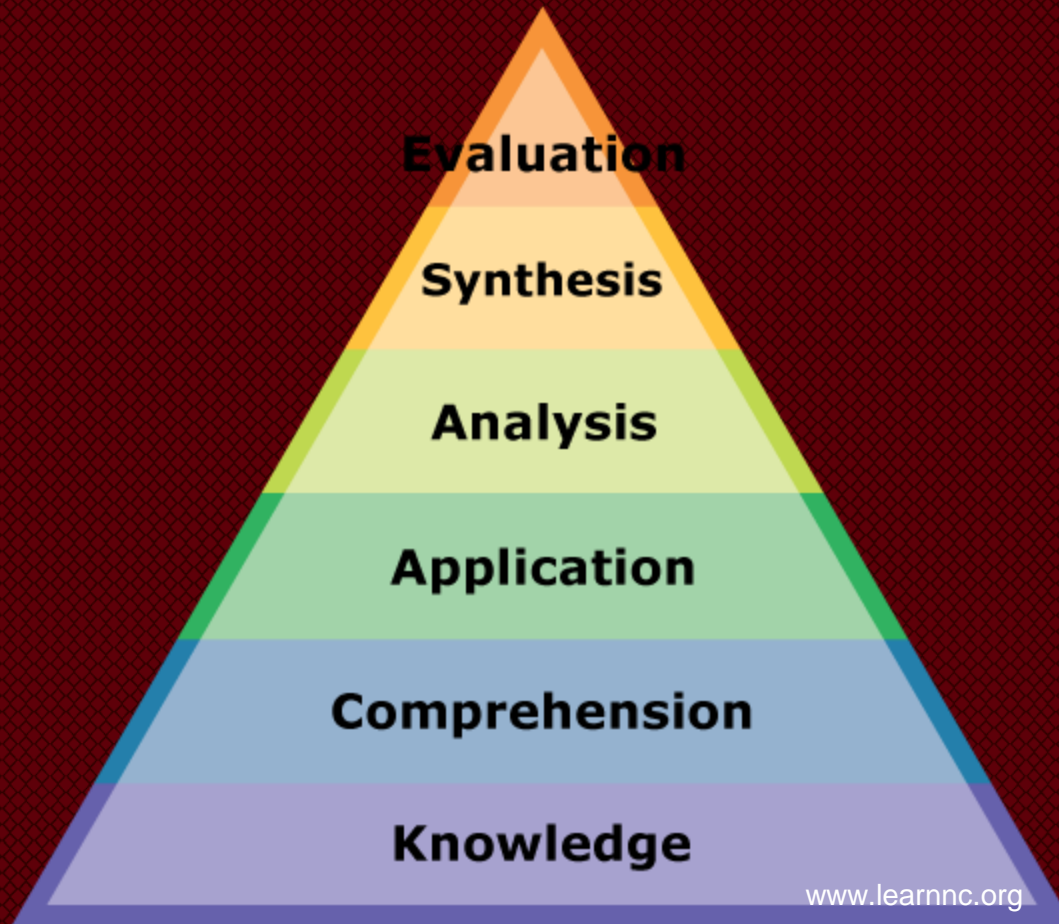 Evaluation
Synthesis
Analysis
Application
Comprehension
Knowledge
www.learnnc.org